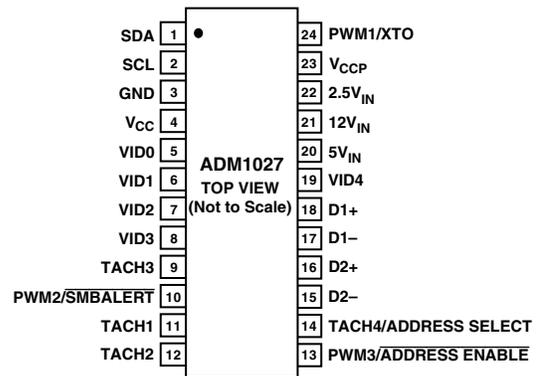 SDA 1
SCL 2
GND 3
VCC 4
VID0 5
VID1 6
VID2 7
VID3 8
TACH3 9
PWM2/SMBALERT 10
TACH1 11
TACH2 12
ADM1027
TOP VIEW
(Not to Scale)
24 PWM1/XTO
23 VCCP
22 2.5VIN
21 12VIN
20 5VIN
19 VID4
18 D1+
17 D1–
16 D2+
15 D2–
14 TACH4/ADDRESS SELECT
13 PWM3/ADDRESS ENABLE